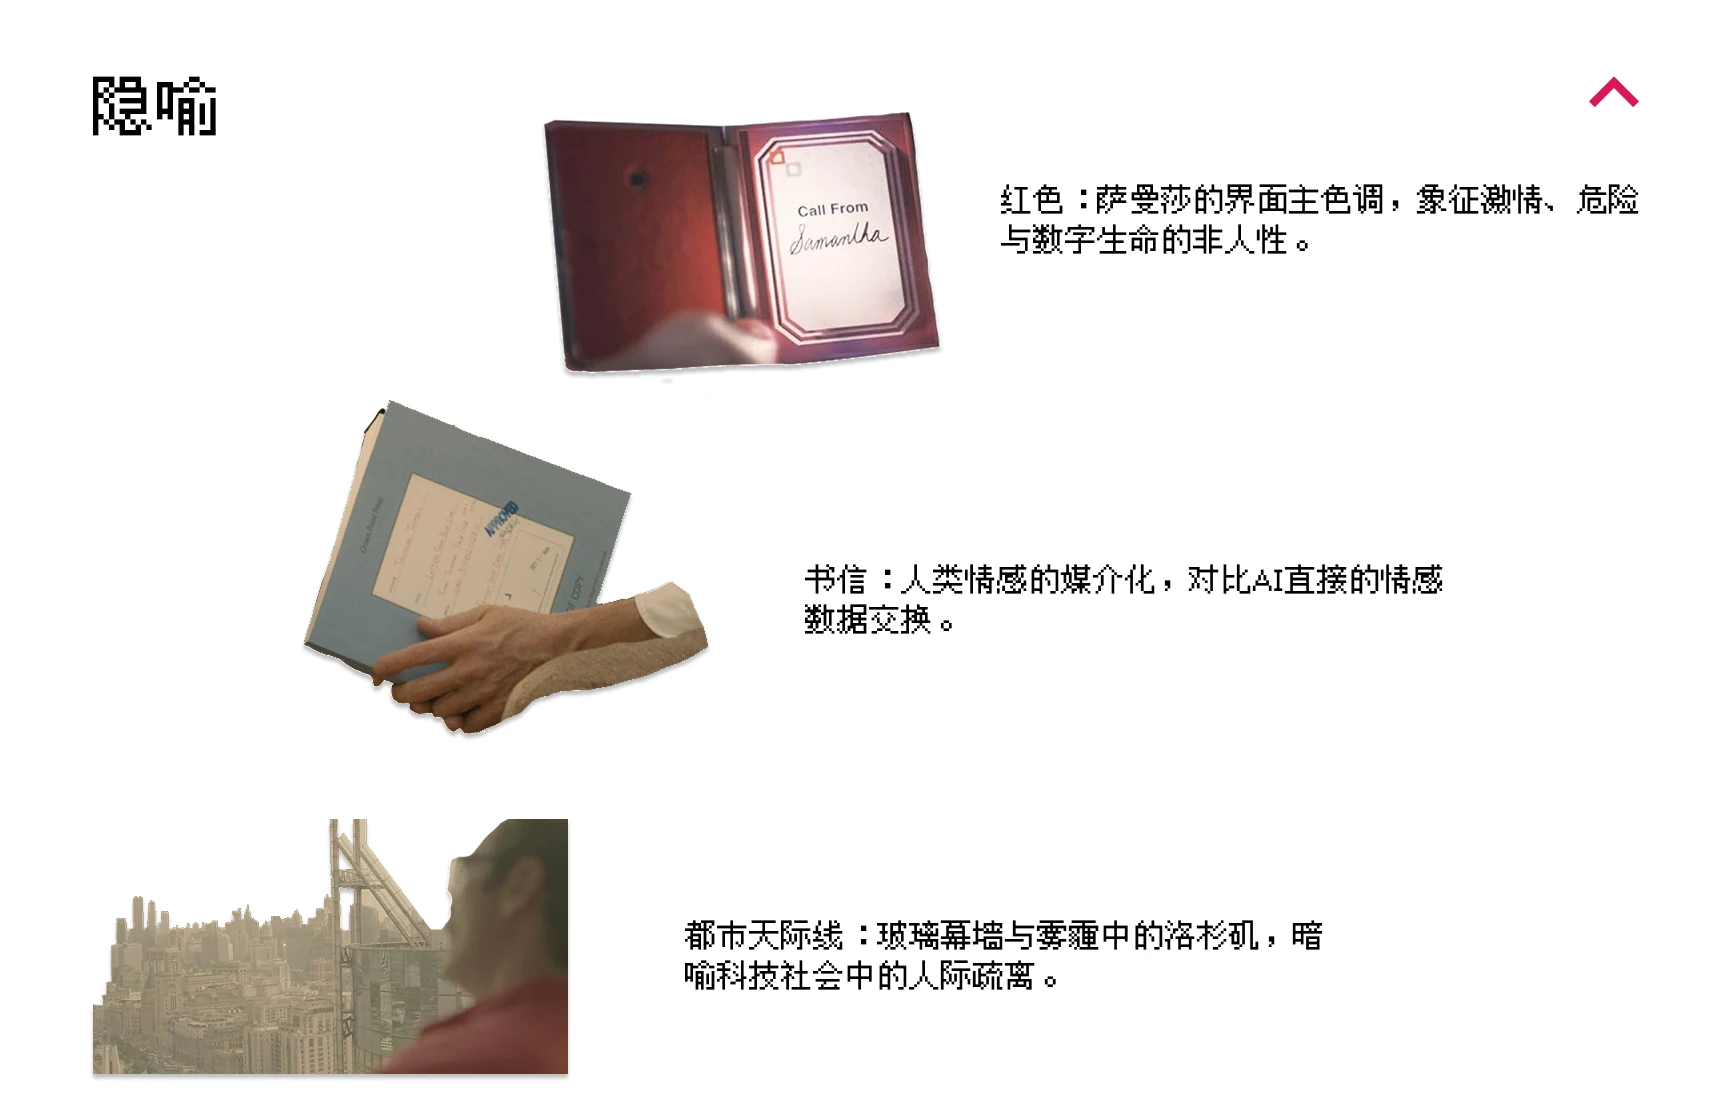 隐喻
Call From
Samantha
红色：萨曼莎的界面主色调，象征激情、危险
与数字生命的非人性。
APPROVED
COPY
书信：人类情感的媒介化，对比AI直接的情感
数据交换。
都市天际线：玻璃幕墙与雾霾中的洛杉矶，暗
喻科技社会中的人际疏离。